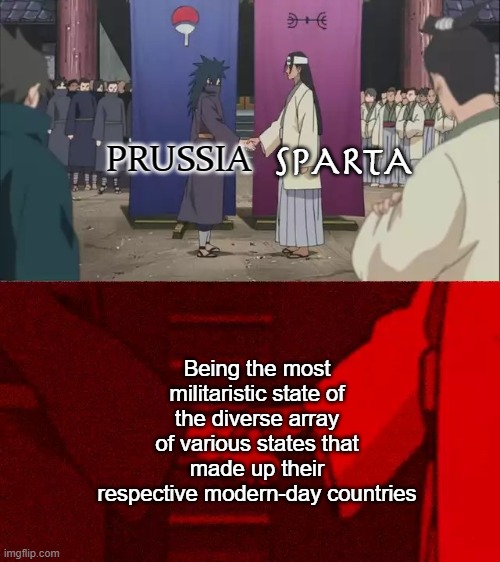 PRUSSIA SPARTA
Being the most
militaristic state of
the diverse array
of various states that
made up their
respective modern-day countries
imgflip.com